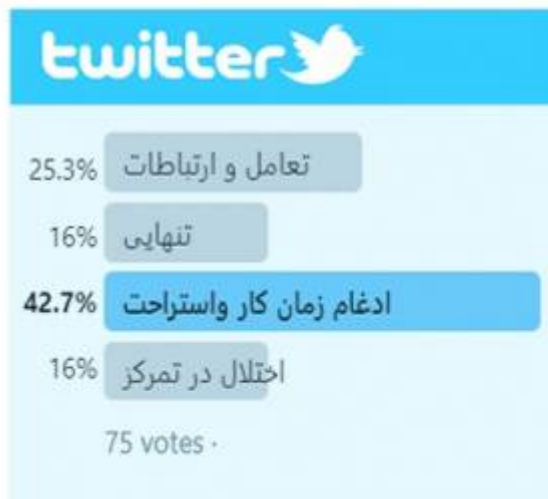 twitter
25.3% تعامل و ارتباطات
16% تنهایی
42.7% ادغام زمان کار واستراحت
16% اختلال در تمرکز
75 votes ·